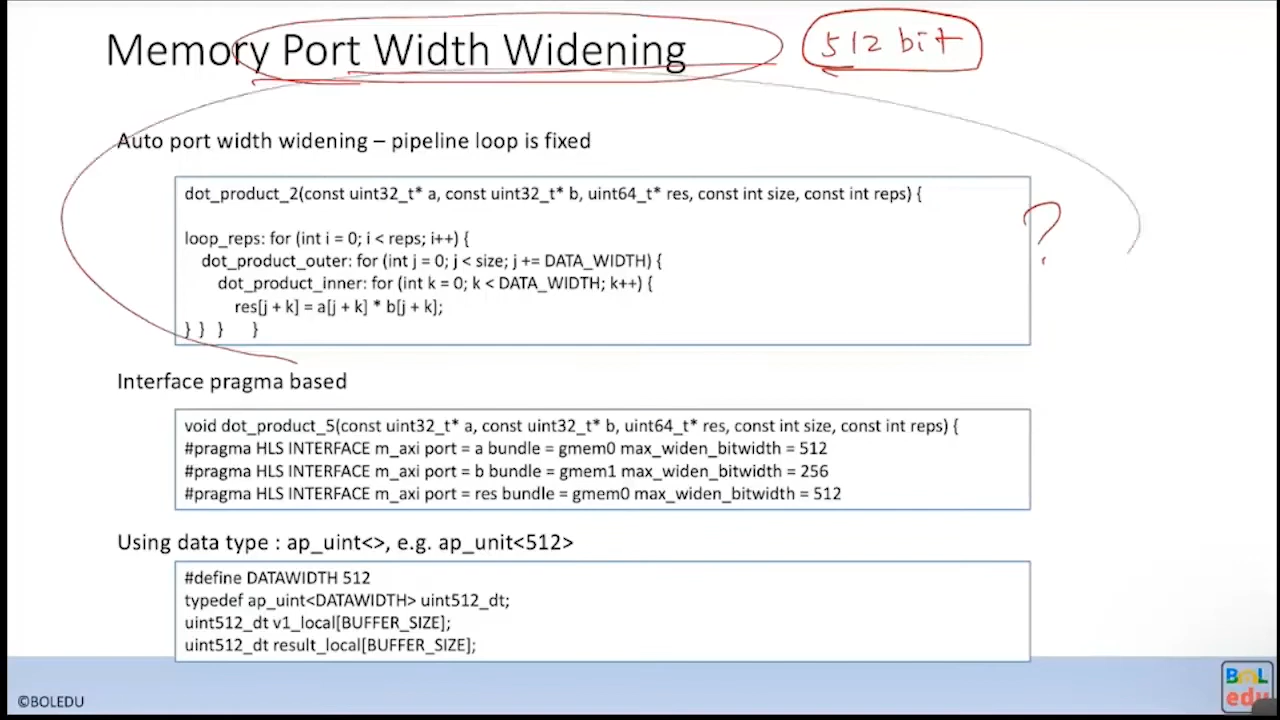 Memory Port Width Widening
512 bit
Auto port width widening – pipeline loop is fixed
dot_product_2(const uint32_t* a, const uint32_t* b, uint64_t* res, const int size, const int reps) {
loop_reps: for (int i = 0; i < reps; i++) {
dot_product_outer: for (int j = 0; j < size; j += DATA_WIDTH) {
dot_product_inner: for (int k = 0; k < DATA_WIDTH; k++) {
res[j + k] = a[j + k] * b[j + k];
} } } }
?
Interface pragma based
void dot_product_5(const uint32_t* a, const uint32_t* b, uint64_t* res, const int size, const int reps) {
#pragma HLS INTERFACE m_axi port = a bundle = gmem0 max_widen_bitwidth = 512
#pragma HLS INTERFACE m_axi port = b bundle = gmem1 max_widen_bitwidth = 256
#pragma HLS INTERFACE m_axi port = res bundle = gmem0 max_widen_bitwidth = 512
Using data type : ap_uint<>, e.g. ap_unit<512>
#define DATAWIDTH 512
typedef ap_uint<DATAWIDTH> uint512_dt;
uint512_dt v1_local[BUFFER_SIZE];
uint512_dt result_local[BUFFER_SIZE];
©BOLEDU
BOL
edu